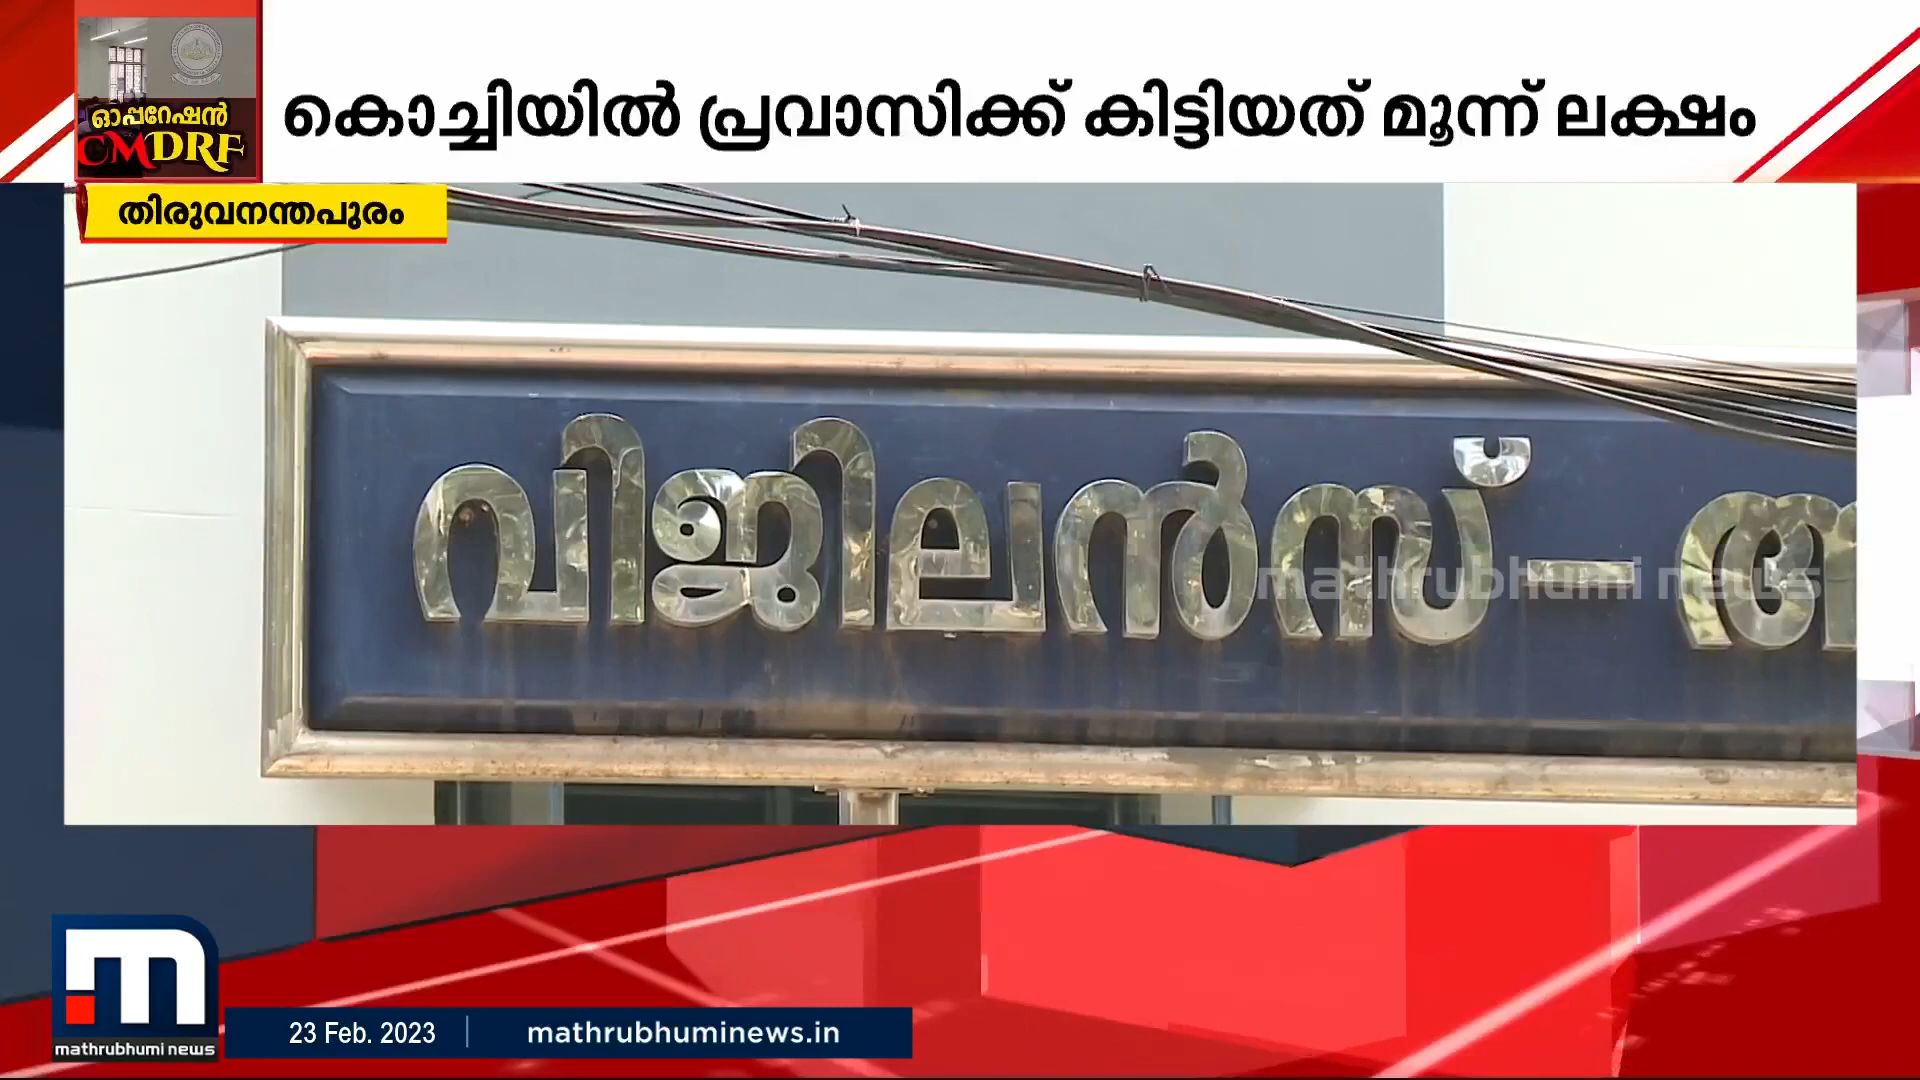 ഓപ്പറേഷൻ
CMDRF
കൊച്ചിയിൽ പ്രവാസിക്ക് കിട്ടിയത് മൂന്ന് ലക്ഷം
തിരുവനന്തപുരം
വിജിലൻസ് - ത
mathrubhumi news
mathrubhumi news
23 Feb. 2023
mathrubhuminews.in